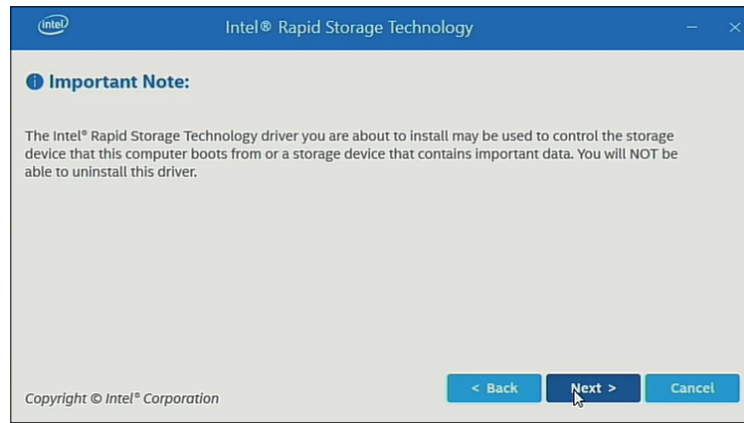 intel
Intel® Rapid Storage Technology
Important Note:
The Intel® Rapid Storage Technology driver you are about to install may be used to control the storage
device that this computer boots from or a storage device that contains important data. You will NOT be
able to uninstall this driver.
< Back Next > Cancel
Copyright © Intel® Corporation